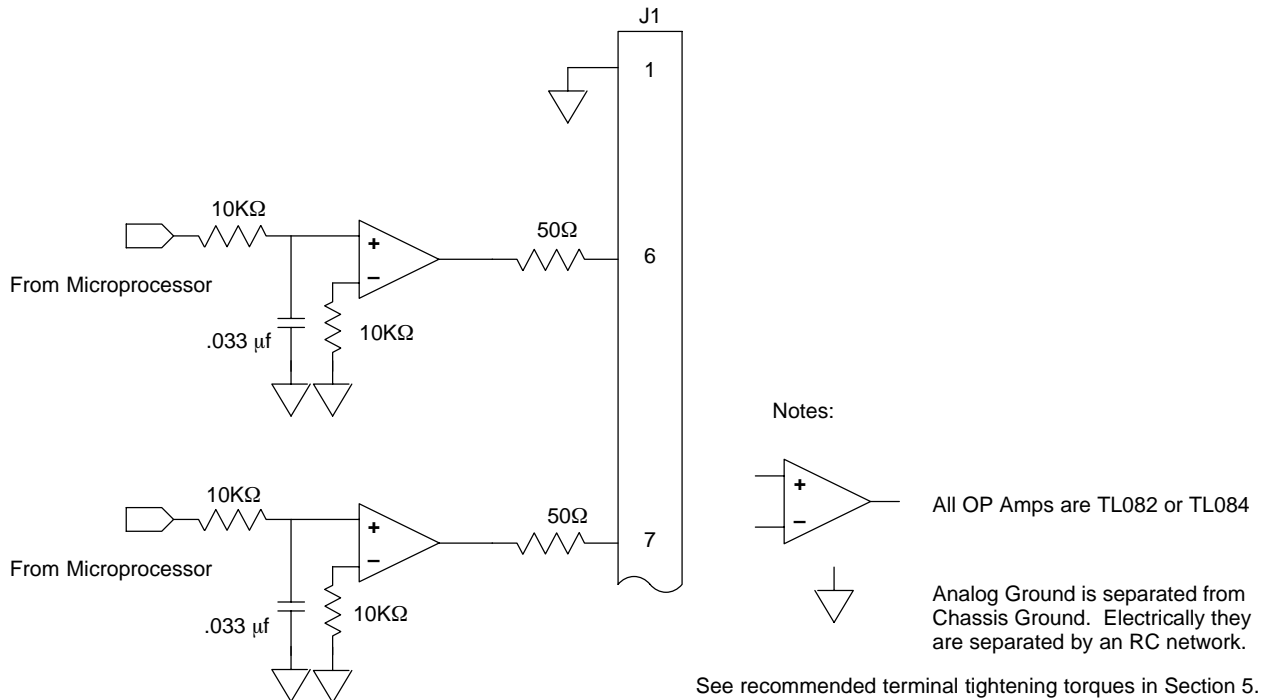 J1
1
10KΩ
+
−
50Ω
6
From Microprocessor
.033 μf
10KΩ
Notes:
10KΩ
+
−
50Ω
7
From Microprocessor
.033 μf
10KΩ
+
−
All OP Amps are TL082 or TL084
Analog Ground is separated from
Chassis Ground. Electrically they
are separated by an RC network.
See recommended terminal tightening torques in Section 5.